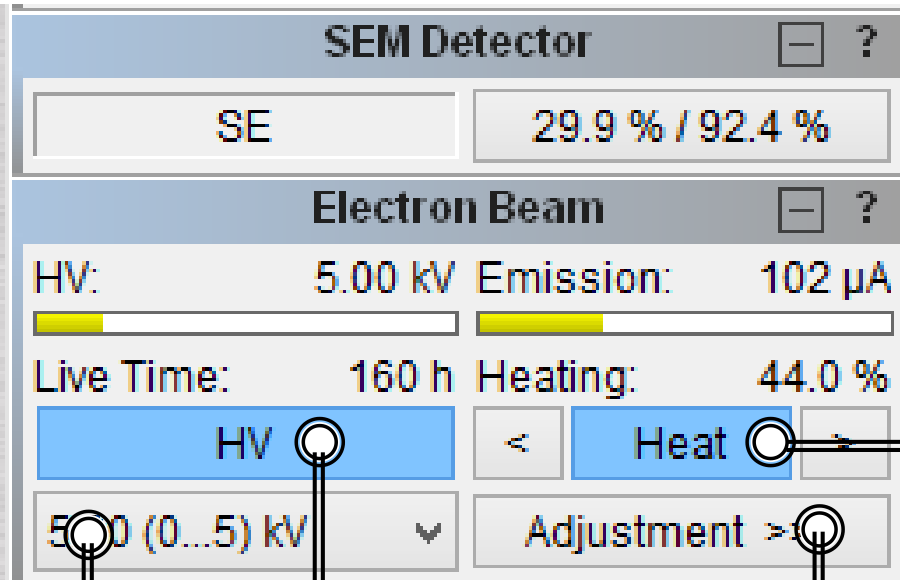 SEM Detector − ?
SE 29.9 % / 92.4 %
Electron Beam − ?
HV: 5.00 kV Emission: 102 µA
Live Time: 160 h Heating: 44.0 %
HV < Heat >
(0...5) kV Adjustment >>